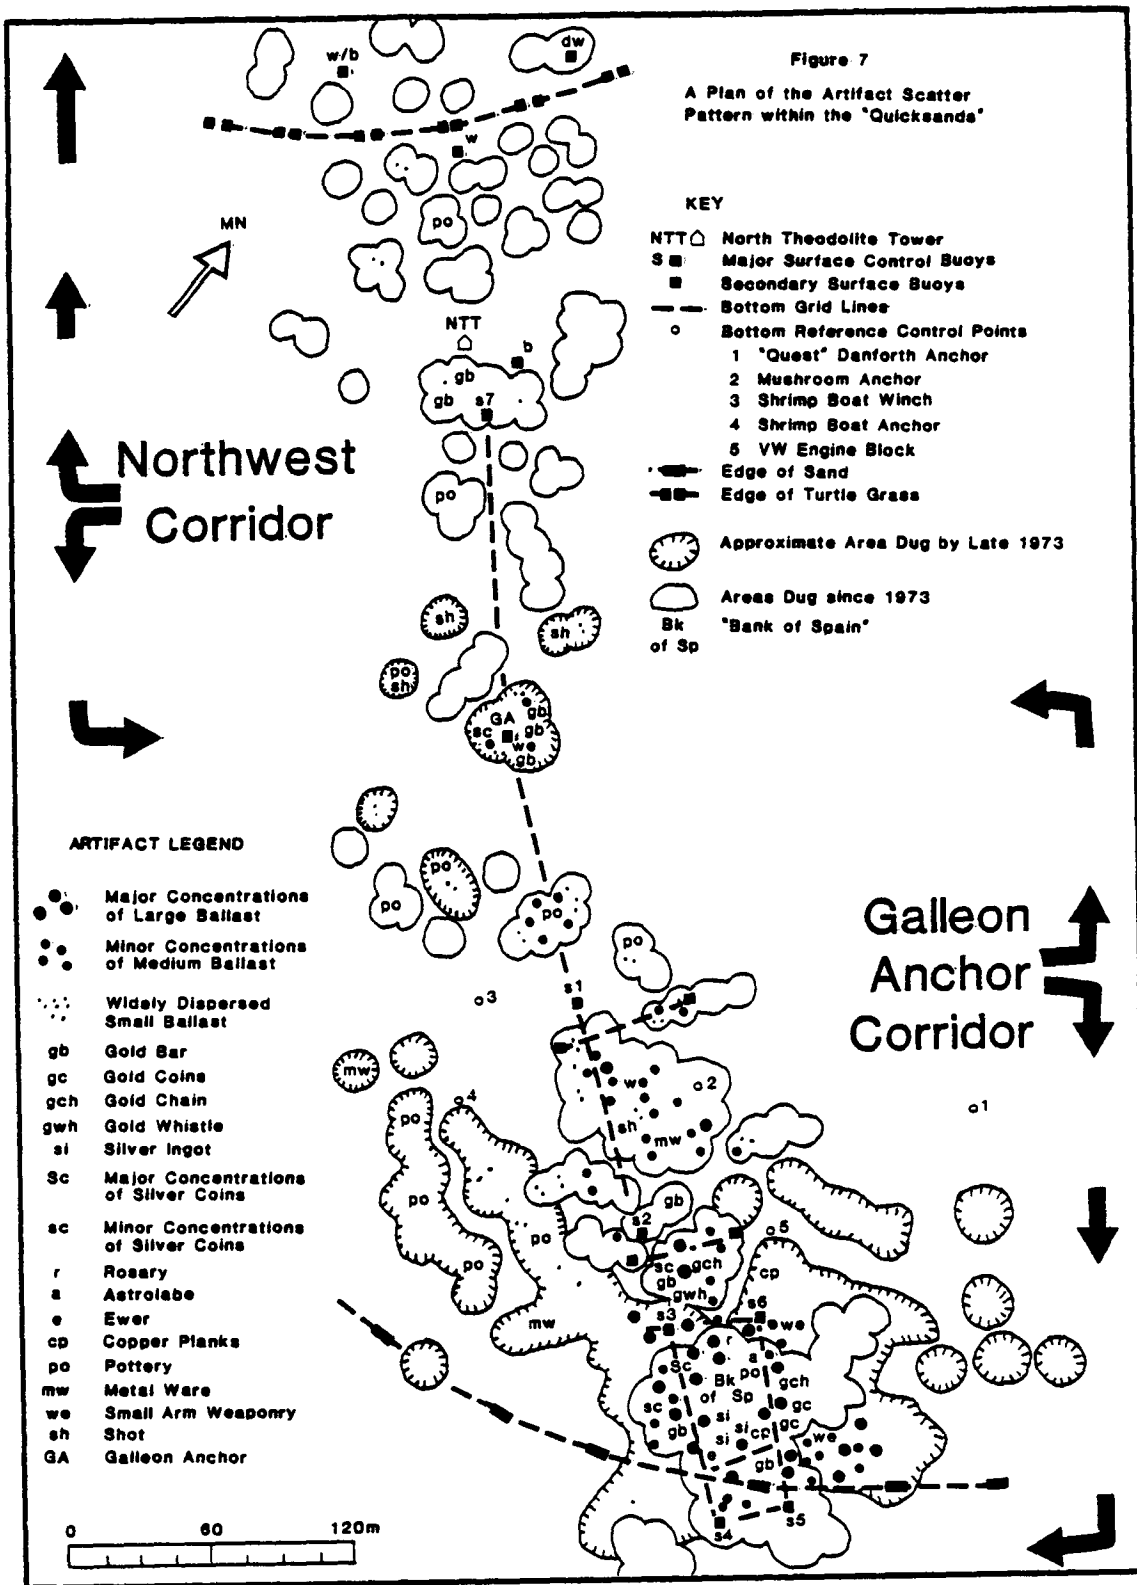 Figure 7
A Plan of the Artifact Scatter
Pattern within the "Quicksands"
KEY
NTT North Theodolite Tower
S Major Surface Control Buoys
Secondary Surface Buoys
Bottom Grid Lines
Bottom Reference Control Points
1 "Quest" Danforth Anchor
2 Mushroom Anchor
3 Shrimp Boat Winch
4 Shrimp Boat Anchor
5 VW Engine Block
Edge of Sand
Edge of Turtle Grass
Approximate Area Dug by Late 1973
Areas Dug since 1973
Bk "Bank of Spain"
of Sp
w/b
dw
w
po
MN
NTT
b
gb
gb
s7
Northwest
Corridor
po
sh
sh
po
sh
GA
gb
sc
gb
we
gb
po
po
po
po
s1
3
Galleon
Anchor
Corridor
mw
4
w
2
1
po
sh
mw
po
gb
s2
po
5
po
sc
gch
gb
gwh
cp
mw
s3
s6
we
r
Sc
a
Bk
po
of Sp
gch
sc
gc
si
gc
si
gb
si
cp
we
e
gb
s4
s5
ARTIFACT LEGEND
Major Concentrations
of Large Ballast
Minor Concentrations
of Medium Ballast
Widely Dispersed
Small Ballast
gb Gold Bar
gc Gold Coins
gch Gold Chain
gwh Gold Whistle
si Silver Ingot
Sc Major Concentrations
of Silver Coins
sc Minor Concentrations
of Silver Coins
r Rosary
a Astrolabe
e Ewer
cp Copper Planks
po Pottery
mw Metal Ware
we Small Arm Weaponry
sh Shot
GA Galleon Anchor
0 60 120m